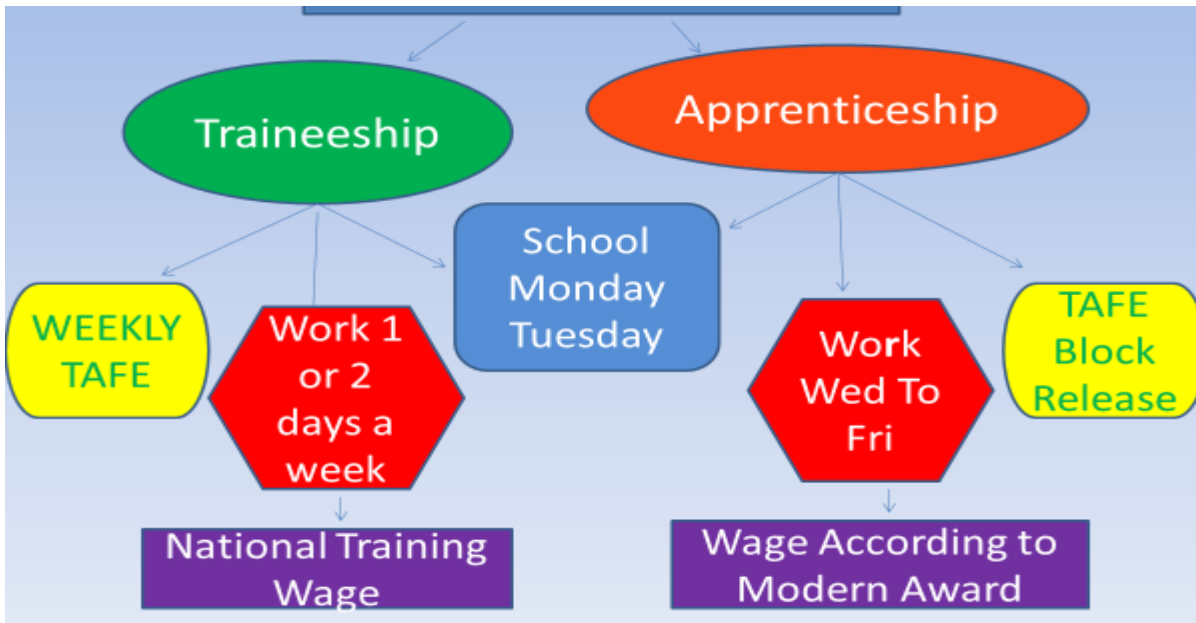 Traineeship
Apprenticeship
School
Monday
Tuesday
WEEKLY
TAFE
Work 1
or 2
days a
week
Work
Wed To
Fri
TAFE
Block
Release
National Training
Wage
Wage According to
Modern Award